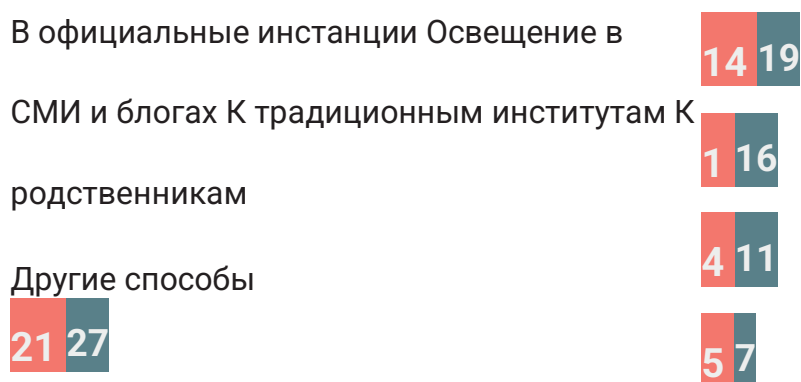 В официальные инстанции Освещение в
14 19
СМИ и блогах К традиционным институтам К
1 16
родственникам
4 11
Другие способы
21 27
5 7